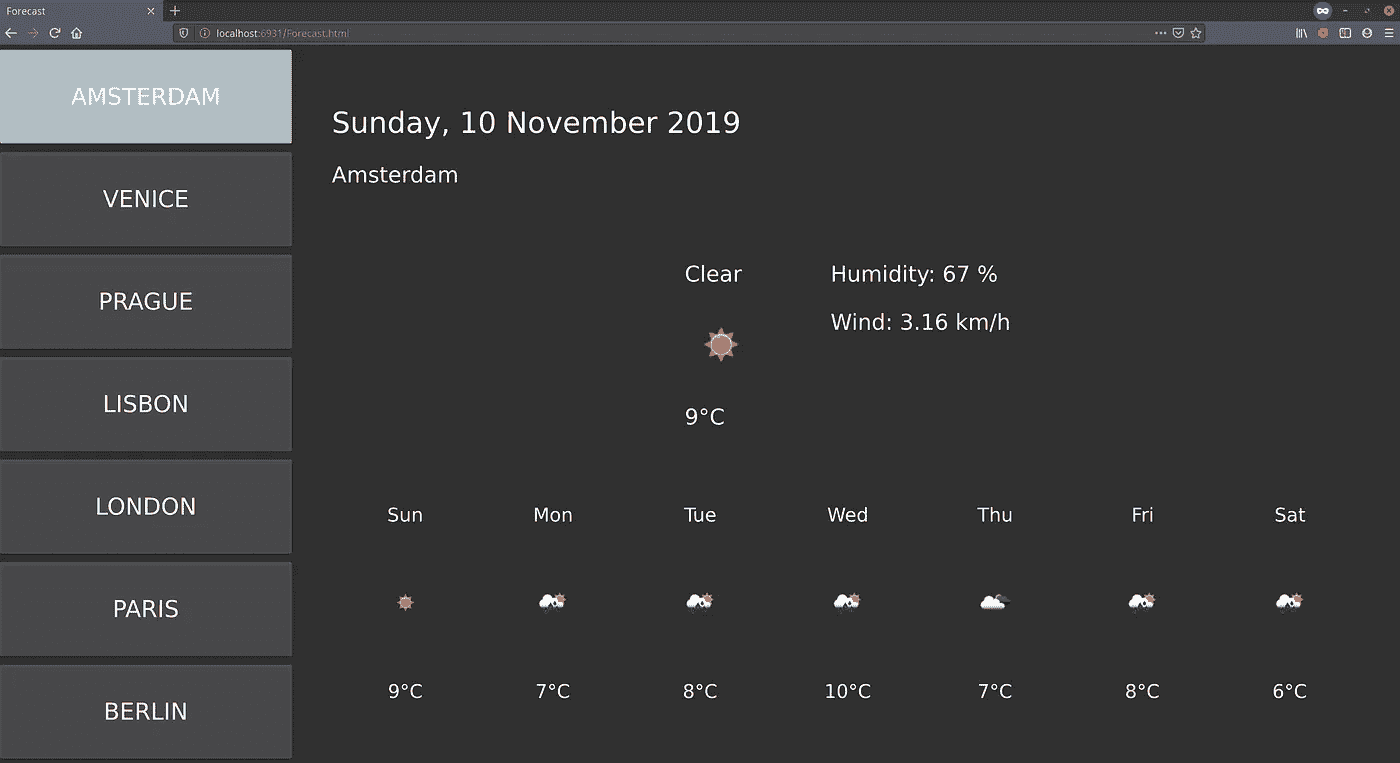 Forecast
localhost:6931/Forecast.html
AMSTERDAM
VENICE
PRAGUE
LISBON
LONDON
PARIS
BERLIN
Sunday, 10 November 2019
Amsterdam
Clear
9°C
Humidity: 67 %
Wind: 3.16 km/h
Sun Mon Tue Wed Thu Fri Sat
9°C 7°C 8°C 10°C 7°C 8°C 6°C